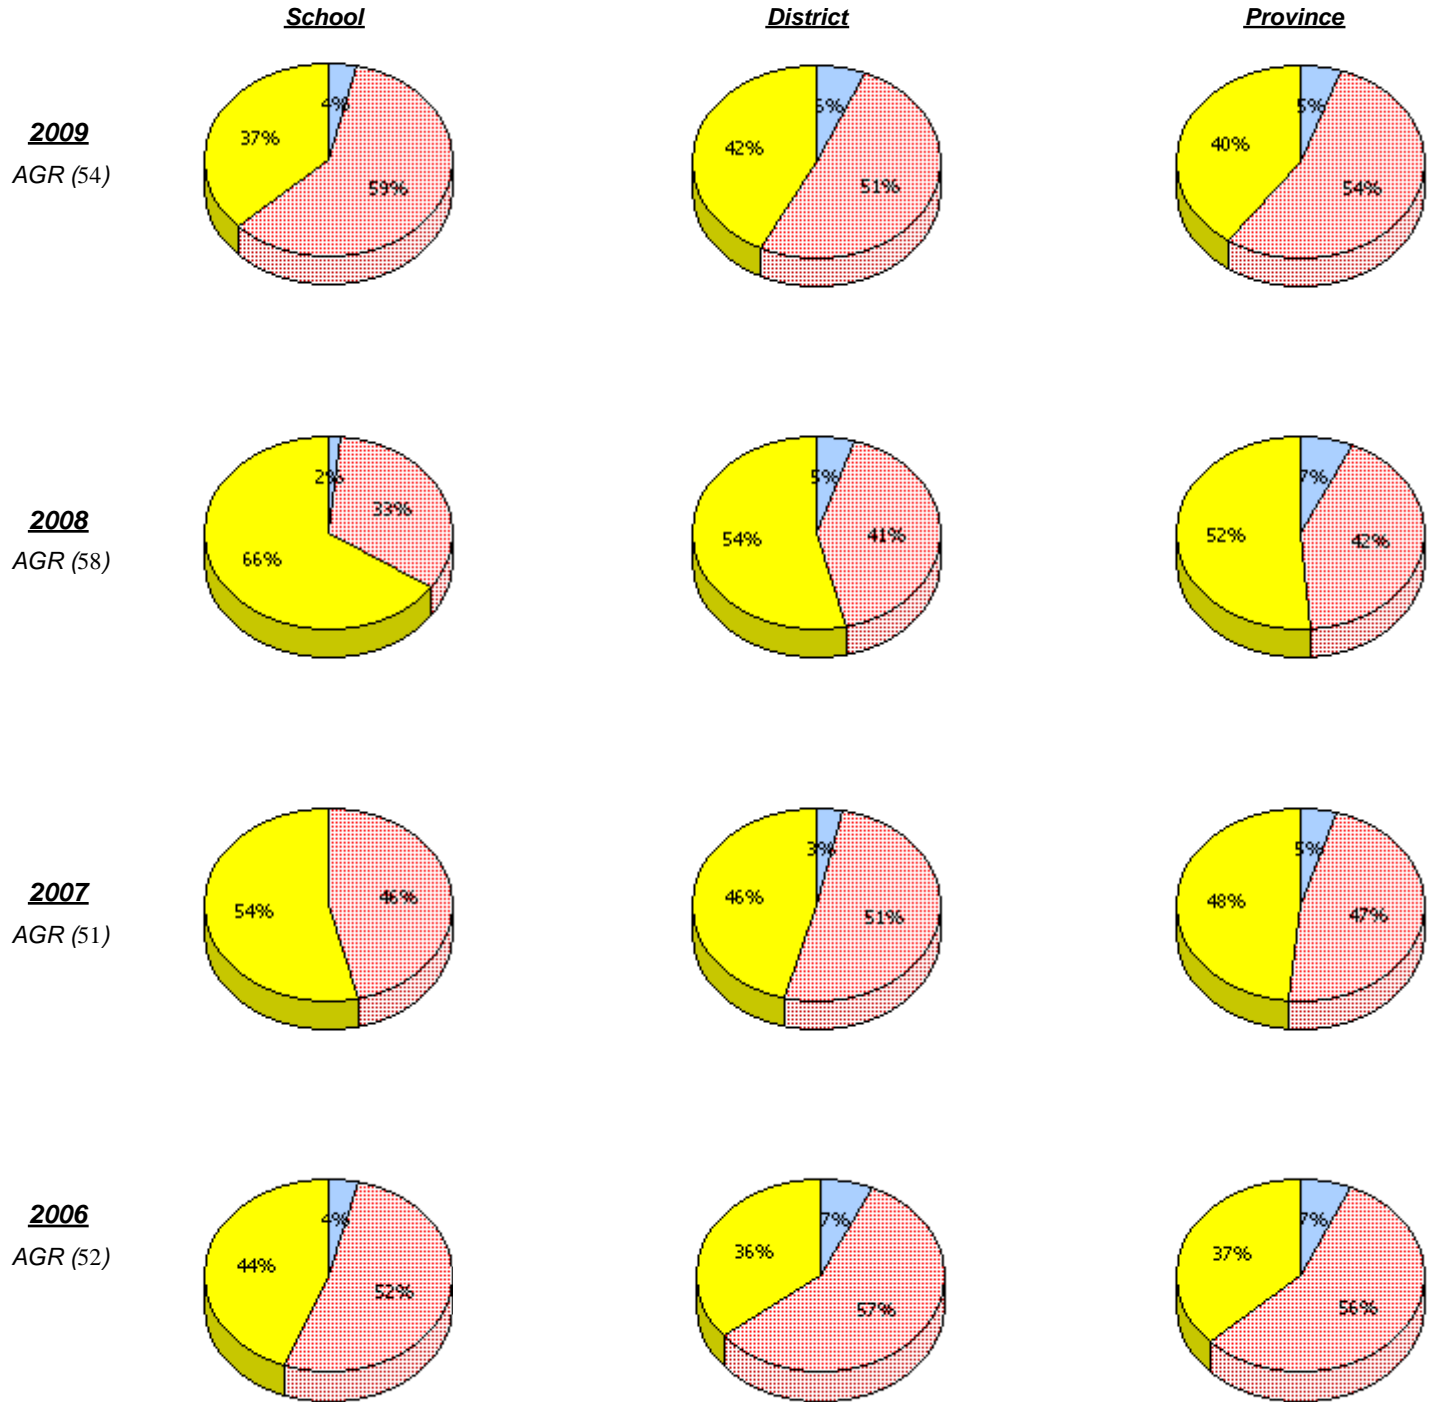 School District Province
2009
AGR (54)
4% 37% 59%
6% 42% 51%
5% 40% 54%
2008
AGR (58)
2% 33% 66%
5% 54% 41%
7% 52% 42%
2007
AGR (51)
54% 46%
3% 46% 51%
5% 48% 47%
2006
AGR (52)
4% 44% 52%
7% 36% 57%
7% 37% 56%